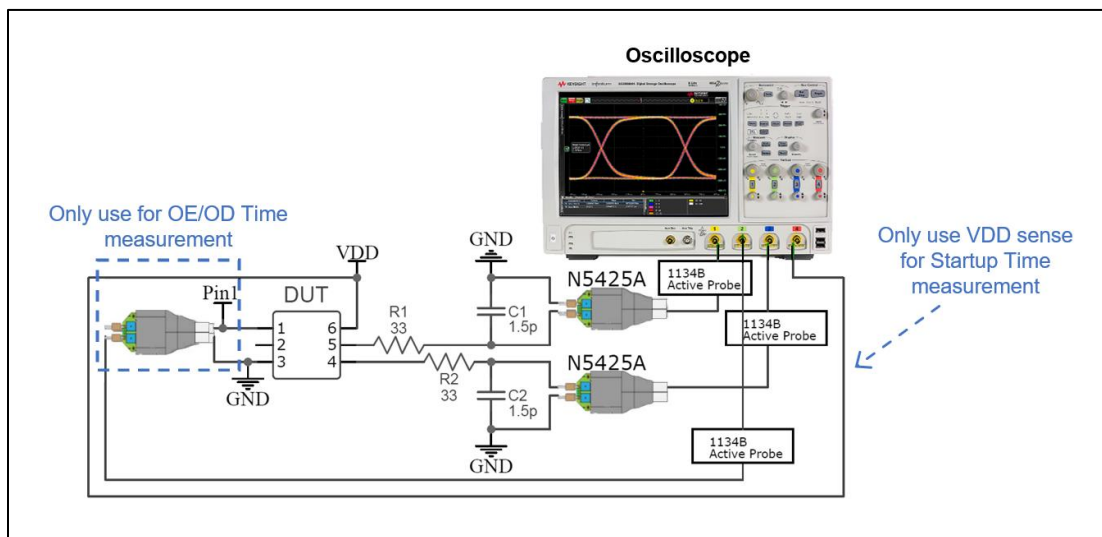 Oscilloscope
KEYSIGHT
Only use for OE/OD Time
measurement
VDD
GND
N5425A
1134B
Active Probe
Only use VDD sense
for Startup Time
measurement
Pin1
DUT
1
2
3
6
5
4
R1
33
C1
1.5p
1134B
Active Probe
GND
R2
33
C2
1.5p
N5425A
GND
1134B
Active Probe